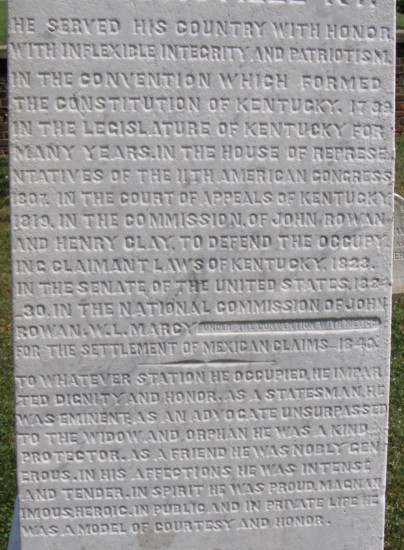 HE SERVED HIS COUNTRY WITH HONOR
WITH INFLEXIBLE INTEGRITY AND PATRIOTISM.
IN THE CONVENTION WHICH FORMED
THE CONSTITUTION OF KENTUCKY, 1799
IN THE LEGISLATURE OF KENTUCKY FOR
MANY YEARS. IN THE HOUSE OF REPRESE
NTATIVES OF THE 11TH AMERICAN CONGRESS
1807. IN THE COURT OF APPEALS OF KENTUCKY
1819. IN THE COMMISSION, OF JOHN ROWAN
AND HENRY CLAY, TO DEFEND THE OCCUPY
ING CLAIMANT LAWS OF KENTUCKY, 1823.
IN THE SENATE, OF THE UNITED STATES, 1824
_30. IN THE NATIONAL COMMISSION OF JOHN
ROWAN. W. L. MARCY UNDER THE CONVENTION WITH MEXICO
FOR THE SETTLEMENT OF MEXICAN CLAIMS_1840.
TO WHATEVER STATION HE OCCUPIED, HE IMPAR
TED DIGNITY AND HONOR. AS A STATESMAN, HE
WAS EMINENT, AS AN ADVOCATE UNSURPASSED
TO THE WIDOW, AND ORPHAN HE WAS A KIND
PROTECTOR. AS A FRIEND HE WAS NOBLY GEN
EROUS. IN HIS AFFECTIONS HE WAS INTENSE
AND TENDER. IN SPIRIT HE WAS PROUD, MAGNAN
IMOUS, HEROIC. IN PUBLIC AND IN PRIVATE LIFE HE
WAS A MODEL OF COURTESY AND HONOR.